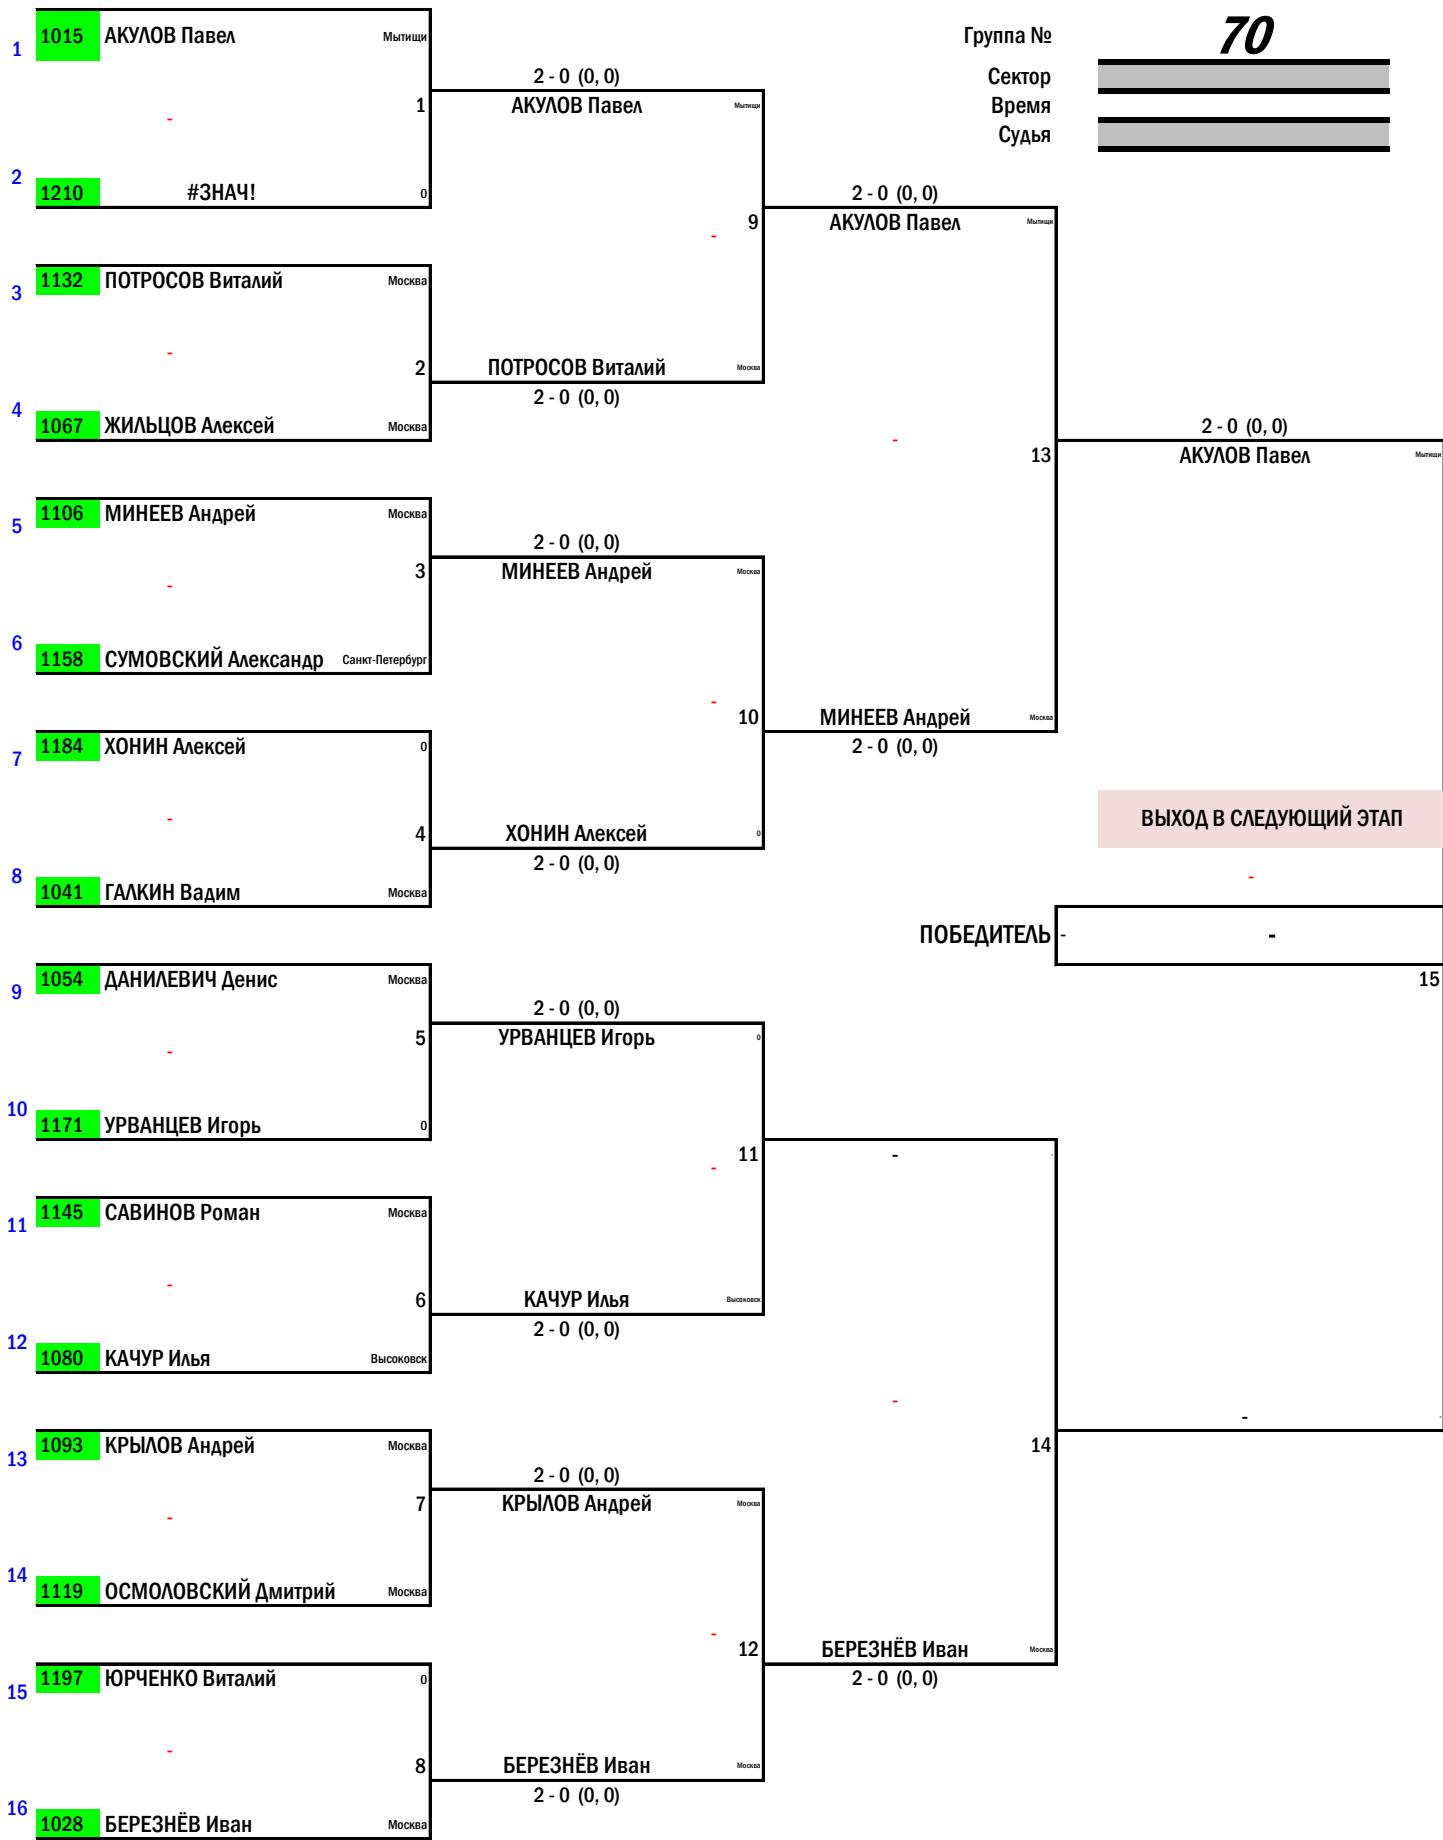 Группа № 70
1 1015 АКУЛОВ Павел Мытищи
2 - 0 (0, 0)
Сектор
1 АКУЛОВ Павел Мытищи
Время
-
Судья
2 1210 #ЗНАЧ! 0
2 - 0 (0, 0)
9 АКУЛОВ Павел Мытищи
-
3 1132 ПОТРОСОВ Виталий Москва
-
2 ПОТРОСОВ Виталий Москва
2 - 0 (0, 0)
4 1067 ЖИЛЬЦОВ Алексей Москва
2 - 0 (0, 0)
-
13 АКУЛОВ Павел Мытищи
5 1106 МИНЕЕВ Андрей Москва
2 - 0 (0, 0)
3 МИНЕЕВ Андрей Москва
-
6 1158 СУМОВСКИЙ Александр Санкт-Петербург
-
10 МИНЕЕВ Андрей Москва
7 1184 ХОНИН Алексей 0
2 - 0 (0, 0)
-
ВЫХОД В СЛЕДУЮЩИЙ ЭТАП
4 ХОНИН Алексей 0
2 - 0 (0, 0)
-
8 1041 ГАЛКИН Вадим Москва
ПОБЕДИТЕЛЬ - -
9 1054 ДАНИЛЕВИЧ Денис Москва
15
2 - 0 (0, 0)
5 УРВАНЦЕВ Игорь 0
-
10 1171 УРВАНЦЕВ Игорь 0
11 - -
-
11 1145 САВИНОВ Роман Москва
-
6 КАЧУР Илья Высоковск
2 - 0 (0, 0)
12 1080 КАЧУР Илья Высоковск
-
- -
13 1093 КРЫЛОВ Андрей Москва
14
2 - 0 (0, 0)
7 КРЫЛОВ Андрей Москва
-
14 1119 ОСМОЛОВСКИЙ Дмитрий Москва
-
12 БЕРЕЗНЁВ Иван Москва
15 1197 ЮРЧЕНКО Виталий 0
2 - 0 (0, 0)
-
8 БЕРЕЗНЁВ Иван Москва
2 - 0 (0, 0)
16 1028 БЕРЕЗНЁВ Иван Москва